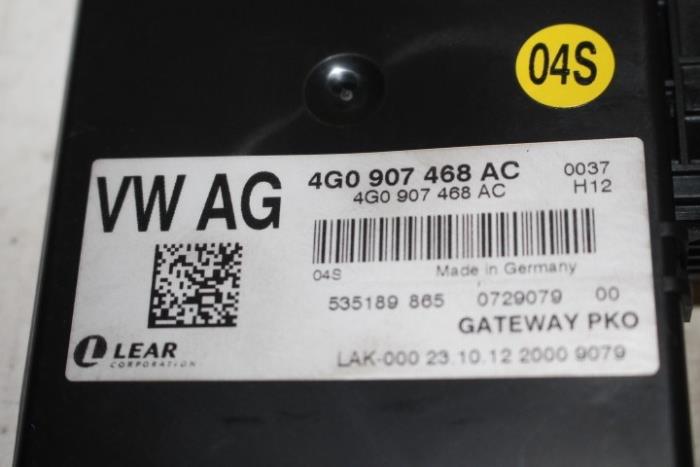 04S
VW AG
4G0 907 468 AC 0037
4G0 907 468 AC H12
04S Made in Germany
535189 865 0729079 00
GATEWAY PKO
LEAR
CORPORATION
LAK-000 23.10.12 2000 9079